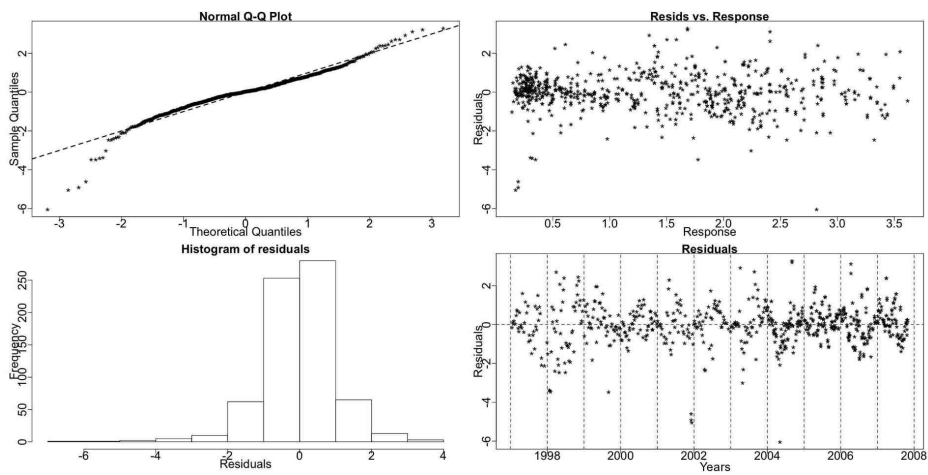 Normal Q-Q Plot
Sample Quantiles
2
0
-2
-4
-6
-3 -2 -1 0 1 2 3
Theoretical Quantiles
Resids vs. Response
Residuals
2
0
-2
-4
-6
0.5 1.0 1.5 2.0 2.5 3.0 3.5
Response
Histogram of residuals
Frequency
250
200
150
100
50
0
-6 -4 -2 0 2 4
Residuals
Residuals
Residuals
2
0
-2
-4
-6
1998 2000 2002 2004 2006 2008
Years